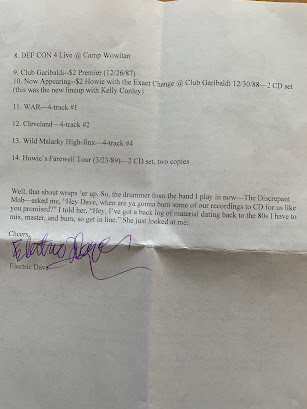 8. DEF CON 4 Live @ Camp Wowitan
9. Club Garibaldi--$2 Premier (12/26/87)
10. Now Appearing--$2 Howie with the Exact Change @ Club Garibaldi 12/30/88—2 CD set
(this was the new lineup with Kelly Conley)
11. WAR—4-track #1
12. Cleveland—4-track #2
13. Wild Malarky High-Jinx—4-track #4
14. Howie's Farewell Tour (3/23/89)—2 CD set, two copies
Well, that about wraps 'er up. So, the drummer from the band I play in now—The Discrepant
Mob—asked me, "Hey Dave, when are ya gonna burn some of our recordings to CD for us like
you promised?" I told her, "Hey, I've got a back log of material dating back to the 80s I have to
mix, master, and burn, so get in line." She just looked at me.
Cheers,
Electric Dave
Electric Dave